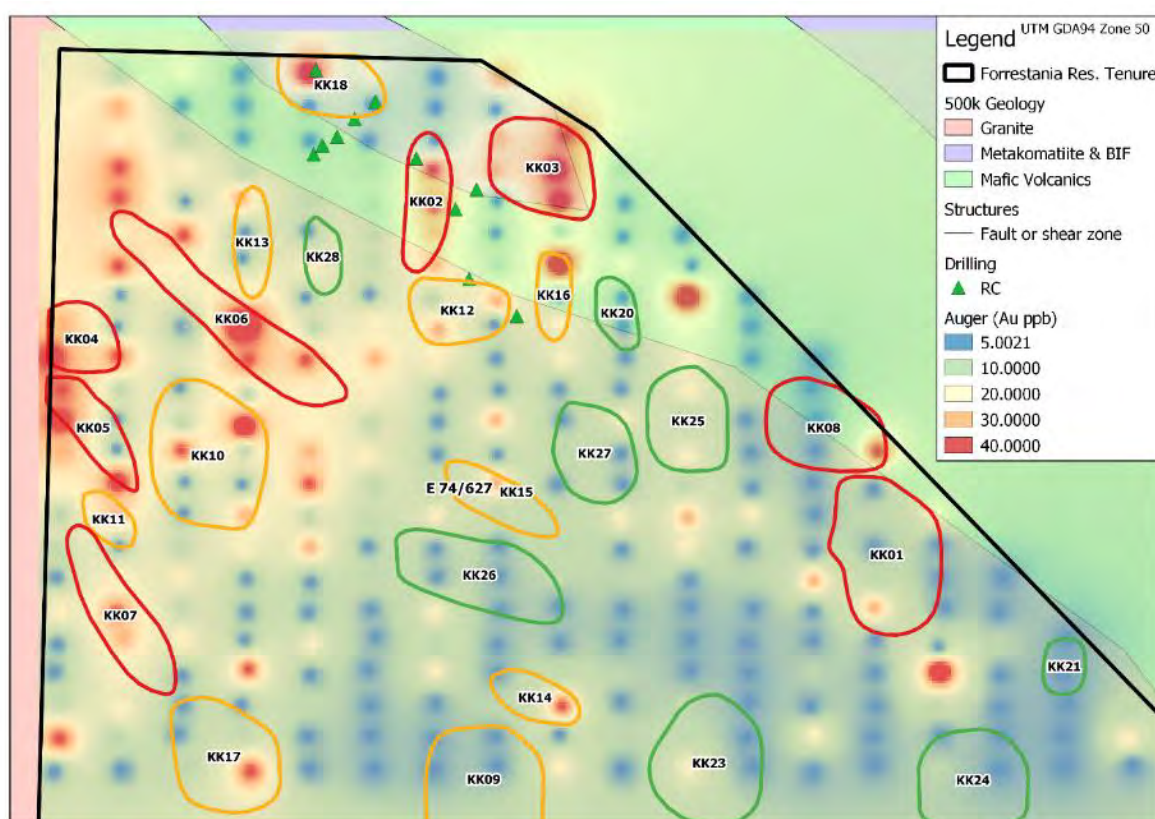 Legend UTM GDA94 Zone 50
Forrestania Res. Tenure
500k Geology
Granite
Metakomatiite & BIF
Mafic Volcanics
Structures
Fault or shear zone
Drilling
RC
Auger (Au ppb)
5.0021
10.0000
20.0000
30.0000
40.0000
KK18
KK03
KK02
KK13
KK28
KK16
KK12
KK20
KK06
KK04
KK25
KK08
KK05
KK10
KK27
E 74/627 KK15
KK11
KK01
KK26
KK07
KK21
KK14
KK17
KK23
KK09
KK24